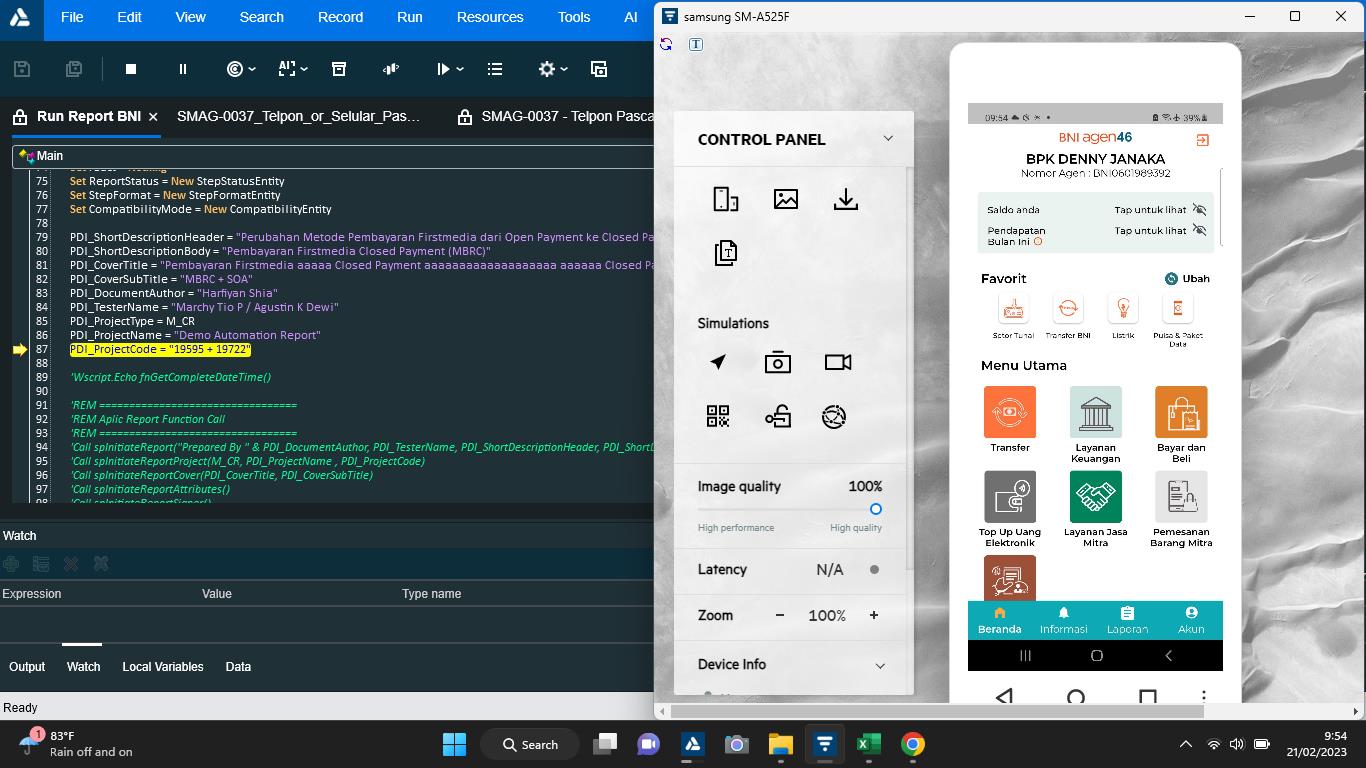 File Edit View Search Record Run Resources Tools AI
Run Report BNI SMAG-0037_Telpon_or_Selular_Pas... SMAG-0037 - Telpon Pasca
Main
75 Set ReportStatus = New StepStatusEntity
76 Set StepFormat = New StepFormatEntity
77 Set CompatibilityMode = New CompatibilityEntity
78
79 PDI_ShortDescriptionHeader = "Perubahan Metode Pembayaran Firstmedia dari Open Payment ke Closed Pa
80 PDI_ShortDescriptionBody = "Pembayaran Firstmedia Closed Payment (MBRC)"
81 PDI_CoverTitle = "Pembayaran Firstmedia aaaaa Closed Payment aaaaaaaaaaaaaaaaaaa aaaaaa Closed Pa
82 PDI_CoverSubTitle = "MBRC + SOA"
83 PDI_DocumentAuthor = "Harfiyan Shia"
84 PDI_TesterName = "Marchy Tio P / Agustin K Dewi"
85 PDI_ProjectType = M_CR
86 PDI_ProjectName = "Demo Automation Report"
87 PDI_ProjectCode = "19595 + 19722"
88
89 'Wscript.Echo fnGetCompleteDateTime()
90
91 'REM =================================
92 'REM Aplic Report Function Call
93 'REM =================================
94 'Call spInitiateReport("Prepared By " & PDI_DocumentAuthor, PDI_TesterName, PDI_ShortDescriptionHeader, PDI_ShortD
95 'Call spInitiateReportProject(M_CR, PDI_ProjectName , PDI_ProjectCode)
96 'Call spInitiateReportCover(PDI_CoverTitle, PDI_CoverSubTitle)
97 'Call spInitiateReportAttributes()
98 'Call spInitiateReportSigner()
Watch
Expression Value Type name
Output Watch Local Variables Data
Ready
samsung SM-A525F
T
CONTROL PANEL
Simulations
Image quality 100%
High performance High quality
Latency N/A
Zoom − 100% +
Device Info
09:54 39%
BNI agen46
BPK DENNY JANAKA
Nomor Agen : BNI0601989392
Saldo anda Tap untuk lihat
Pendapatan Tap untuk lihat
Bulan Ini
Favorit Ubah
Setor Tunai Transfer BNI Listrik Pulsa & Paket
Data
Menu Utama
Transfer Layanan Bayar dan
Keuangan Beli
Top Up Uang Layanan Jasa Pemesanan
Elektronik Mitra Barang Mitra
Beranda Informasi Laporan Akun
1 83°F
Rain off and on
Search
9:54
21/02/2023